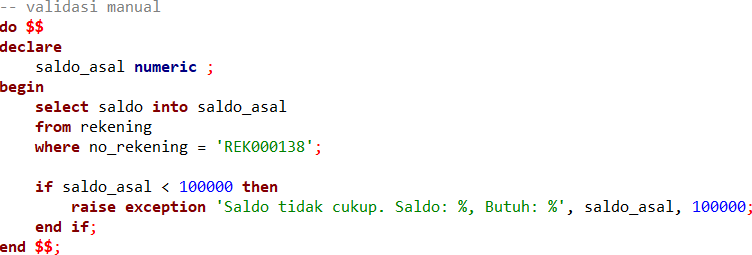 -- validasi manual
do $$
declare
    saldo_asal numeric ;
begin
    select saldo into saldo_asal
    from rekening
    where no_rekening = 'REK000138';

    if saldo_asal < 100000 then
        raise exception 'Saldo tidak cukup. Saldo: %, Butuh: %', saldo_asal, 100000;
    end if;
end $$;